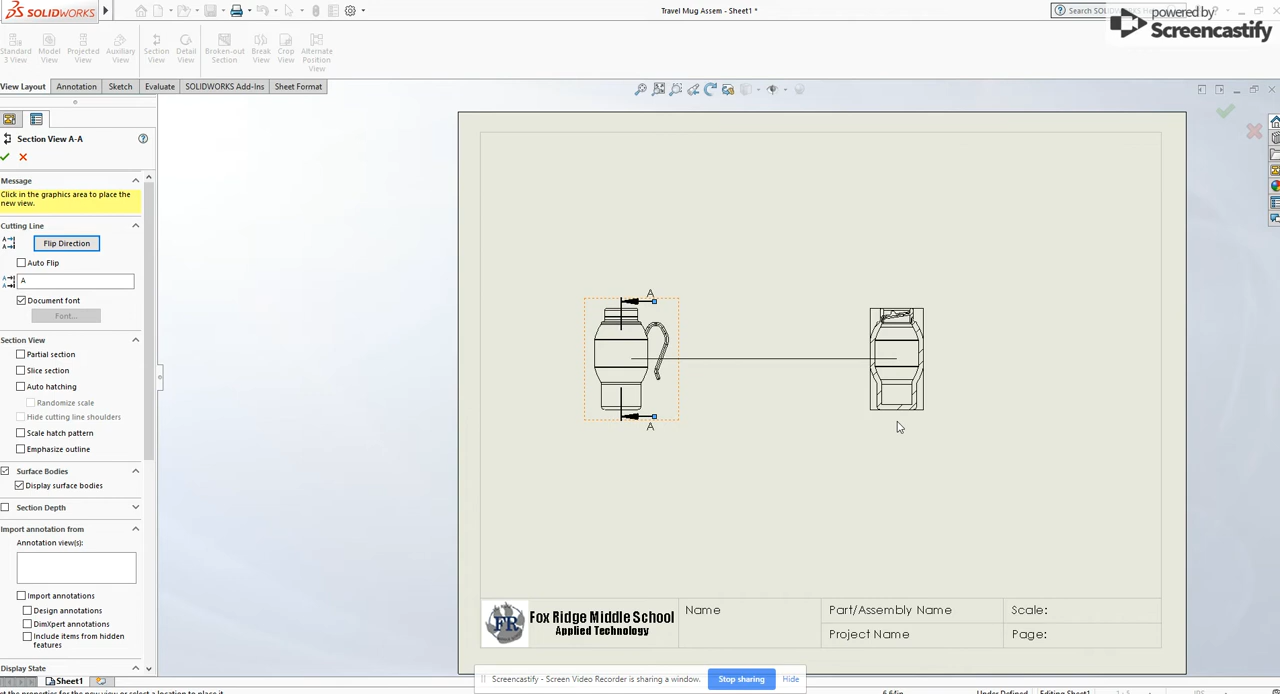 SOLIDWORKS
Travel Mug Assem - Sheet1 *
powered by
Screencastify
Standard
3 View
Model
View
Projected
View
Auxiliary
View
Section
View
Detail
View
Broken-out
Section
Break
View
Crop
View
Alternate
Position
View
View Layout
Annotation
Sketch
Evaluate
SOLIDWORKS Add-Ins
Sheet Format
Section View A-A
Message
Click in the graphics area to place the
new view.
Cutting Line
Flip Direction
Auto Flip
A
Document font
Font...
Section View
Partial section
Slice section
Auto hatching
Randomize scale
Hide cutting line shoulders
Scale hatch pattern
Emphasize outline
Surface Bodies
Display surface bodies
Section Depth
Import annotation from
Annotation view(s):
Import annotations
Design annotations
DimXpert annotations
Include items from hidden
features
Display State
A
A
Fox Ridge Middle School
Applied Technology
FR
Name
Part/Assembly Name
Project Name
Scale:
Page:
Sheet1
Screencastify - Screen Video Recorder is sharing a window.
Stop sharing
Hide